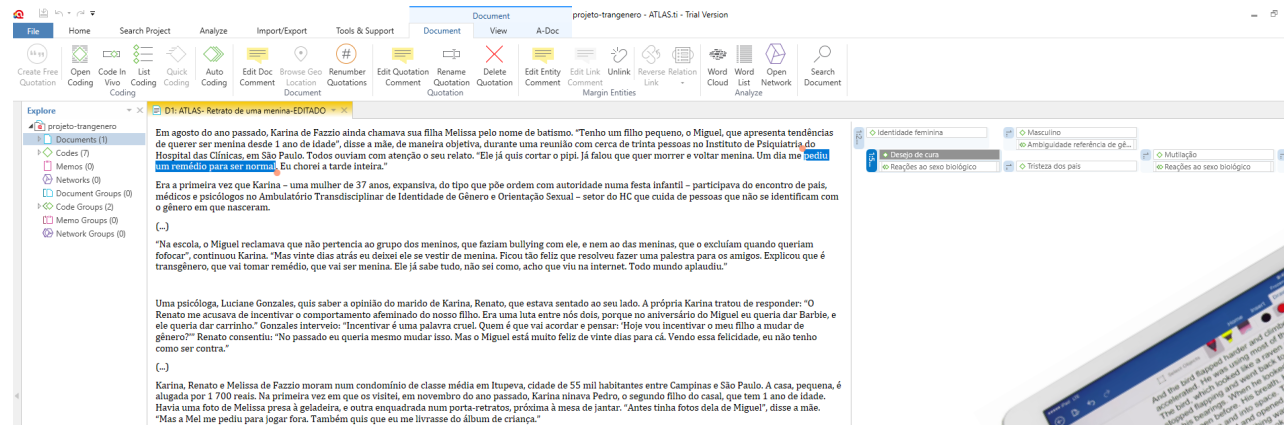 Document
projeto-trangenero - ATLAS.ti - Trial Version
File Home Search Project Analyze Import/Export Tools & Support Document View A-Doc
Create Free Quotation
Open Coding
Code In Vivo
List Coding
Quick Coding
Auto Coding
Edit Doc Comment
Browse Geo Location
Renumber Quotations
Edit Quotation Comment
Rename Quotation
Delete Quotation
Edit Entity Comment
Edit Link Comment
Unlink
Reverse Link
Relation
Word Cloud
Word List
Open Network
Search Document
Coding Document Quotation Margin Entities Analyze
Explore
projeto-trangenero
Documents (1)
Codes (7)
Memos (0)
Networks (0)
Document Groups (0)
Code Groups (2)
Memo Groups (0)
Network Groups (0)
D1: ATLAS- Retrato de uma menina-EDITADO
Em agosto do ano passado, Karina de Fazzio ainda chamava sua filha Melissa pelo nome de batismo. “Tenho um filho pequeno, o Miguel, que apresenta tendências
de querer ser menina desde 1 ano de idade”, disse a mãe, de maneira objetiva, durante uma reunião com cerca de trinta pessoas no Instituto de Psiquiatria do
Hospital das Clínicas, em São Paulo. Todos ouviam com atenção o seu relato. “Ele já quis cortar o pipi. Já falou que quer morrer e voltar menina. Um dia me pediu
um remédio para ser normal. Eu chorei a tarde inteira.”
Era a primeira vez que Karina – uma mulher de 37 anos, expansiva, do tipo que põe ordem com autoridade numa festa infantil – participava do encontro de pais,
médicos e psicólogos no Ambulatório Transdisciplinar de Identidade de Gênero e Orientação Sexual – setor do HC que cuida de pessoas que não se identificam com
o gênero em que nasceram.
(...)
“Na escola, o Miguel reclamava que não pertencia ao grupo dos meninos, que faziam bullying com ele, e nem ao das meninas, que o excluíam quando queriam
fofocar”, continuou Karina. “Mas vinte dias atrás eu deixei ele se vestir de menina. Ficou tão feliz que resolveu fazer uma palestra para os amigos. Explicou que é
transgênero, que vai tomar remédio, que vai ser menina. Ele já sabe tudo, não sei como, acho que viu na internet. Todo mundo aplaudiu.”
Uma psicóloga, Luciane Gonzales, quis saber a opinião do marido de Karina, Renato, que estava sentado ao seu lado. A própria Karina tratou de responder: “O
Renato me acusava de incentivar o comportamento afeminado do nosso filho. Era uma luta entre nós dois, porque no aniversário do Miguel eu queria dar Barbie, e
ele queria dar carrinho.” Gonzales interveio: “Incentivar é uma palavra cruel. Quem é que vai acordar e pensar: ‘Hoje vou incentivar o meu filho a mudar de
gênero?’” Renato consentiu: “No passado eu queria mesmo mudar isso. Mas o Miguel está muito feliz de vinte dias para cá. Vendo essa felicidade, eu não tenho
como ser contra.”
(...)
Karina, Renato e Melissa de Fazzio moram num condomínio de classe média em Itupeva, cidade de 55 mil habitantes entre Campinas e São Paulo. A casa, pequena, é
alugada por 1 700 reais. Na primeira vez em que os visitei, em novembro do ano passado, Karina ninava Pedro, o segundo filho do casal, que tem 1 ano de idade.
Havia uma foto de Melissa presa à geladeira, e outra enquadrada num porta-retratos, próxima à mesa de jantar. “Antes tinha fotos dela de Miguel”, disse a mãe.
“Mas a Mel me pediu para jogar fora. Também quis que eu me livrasse do álbum de criança.”
12...
Identidade feminina
Masculino
Ambiguidade referência de gê...
15...
Desejo de cura
Reações ao sexo biológico
Tristeza dos pais
Mutilação
Reações ao sexo biológico
Home Insert
And the bird flapped harder and
accelerated. He was using most of
which looked like a raven